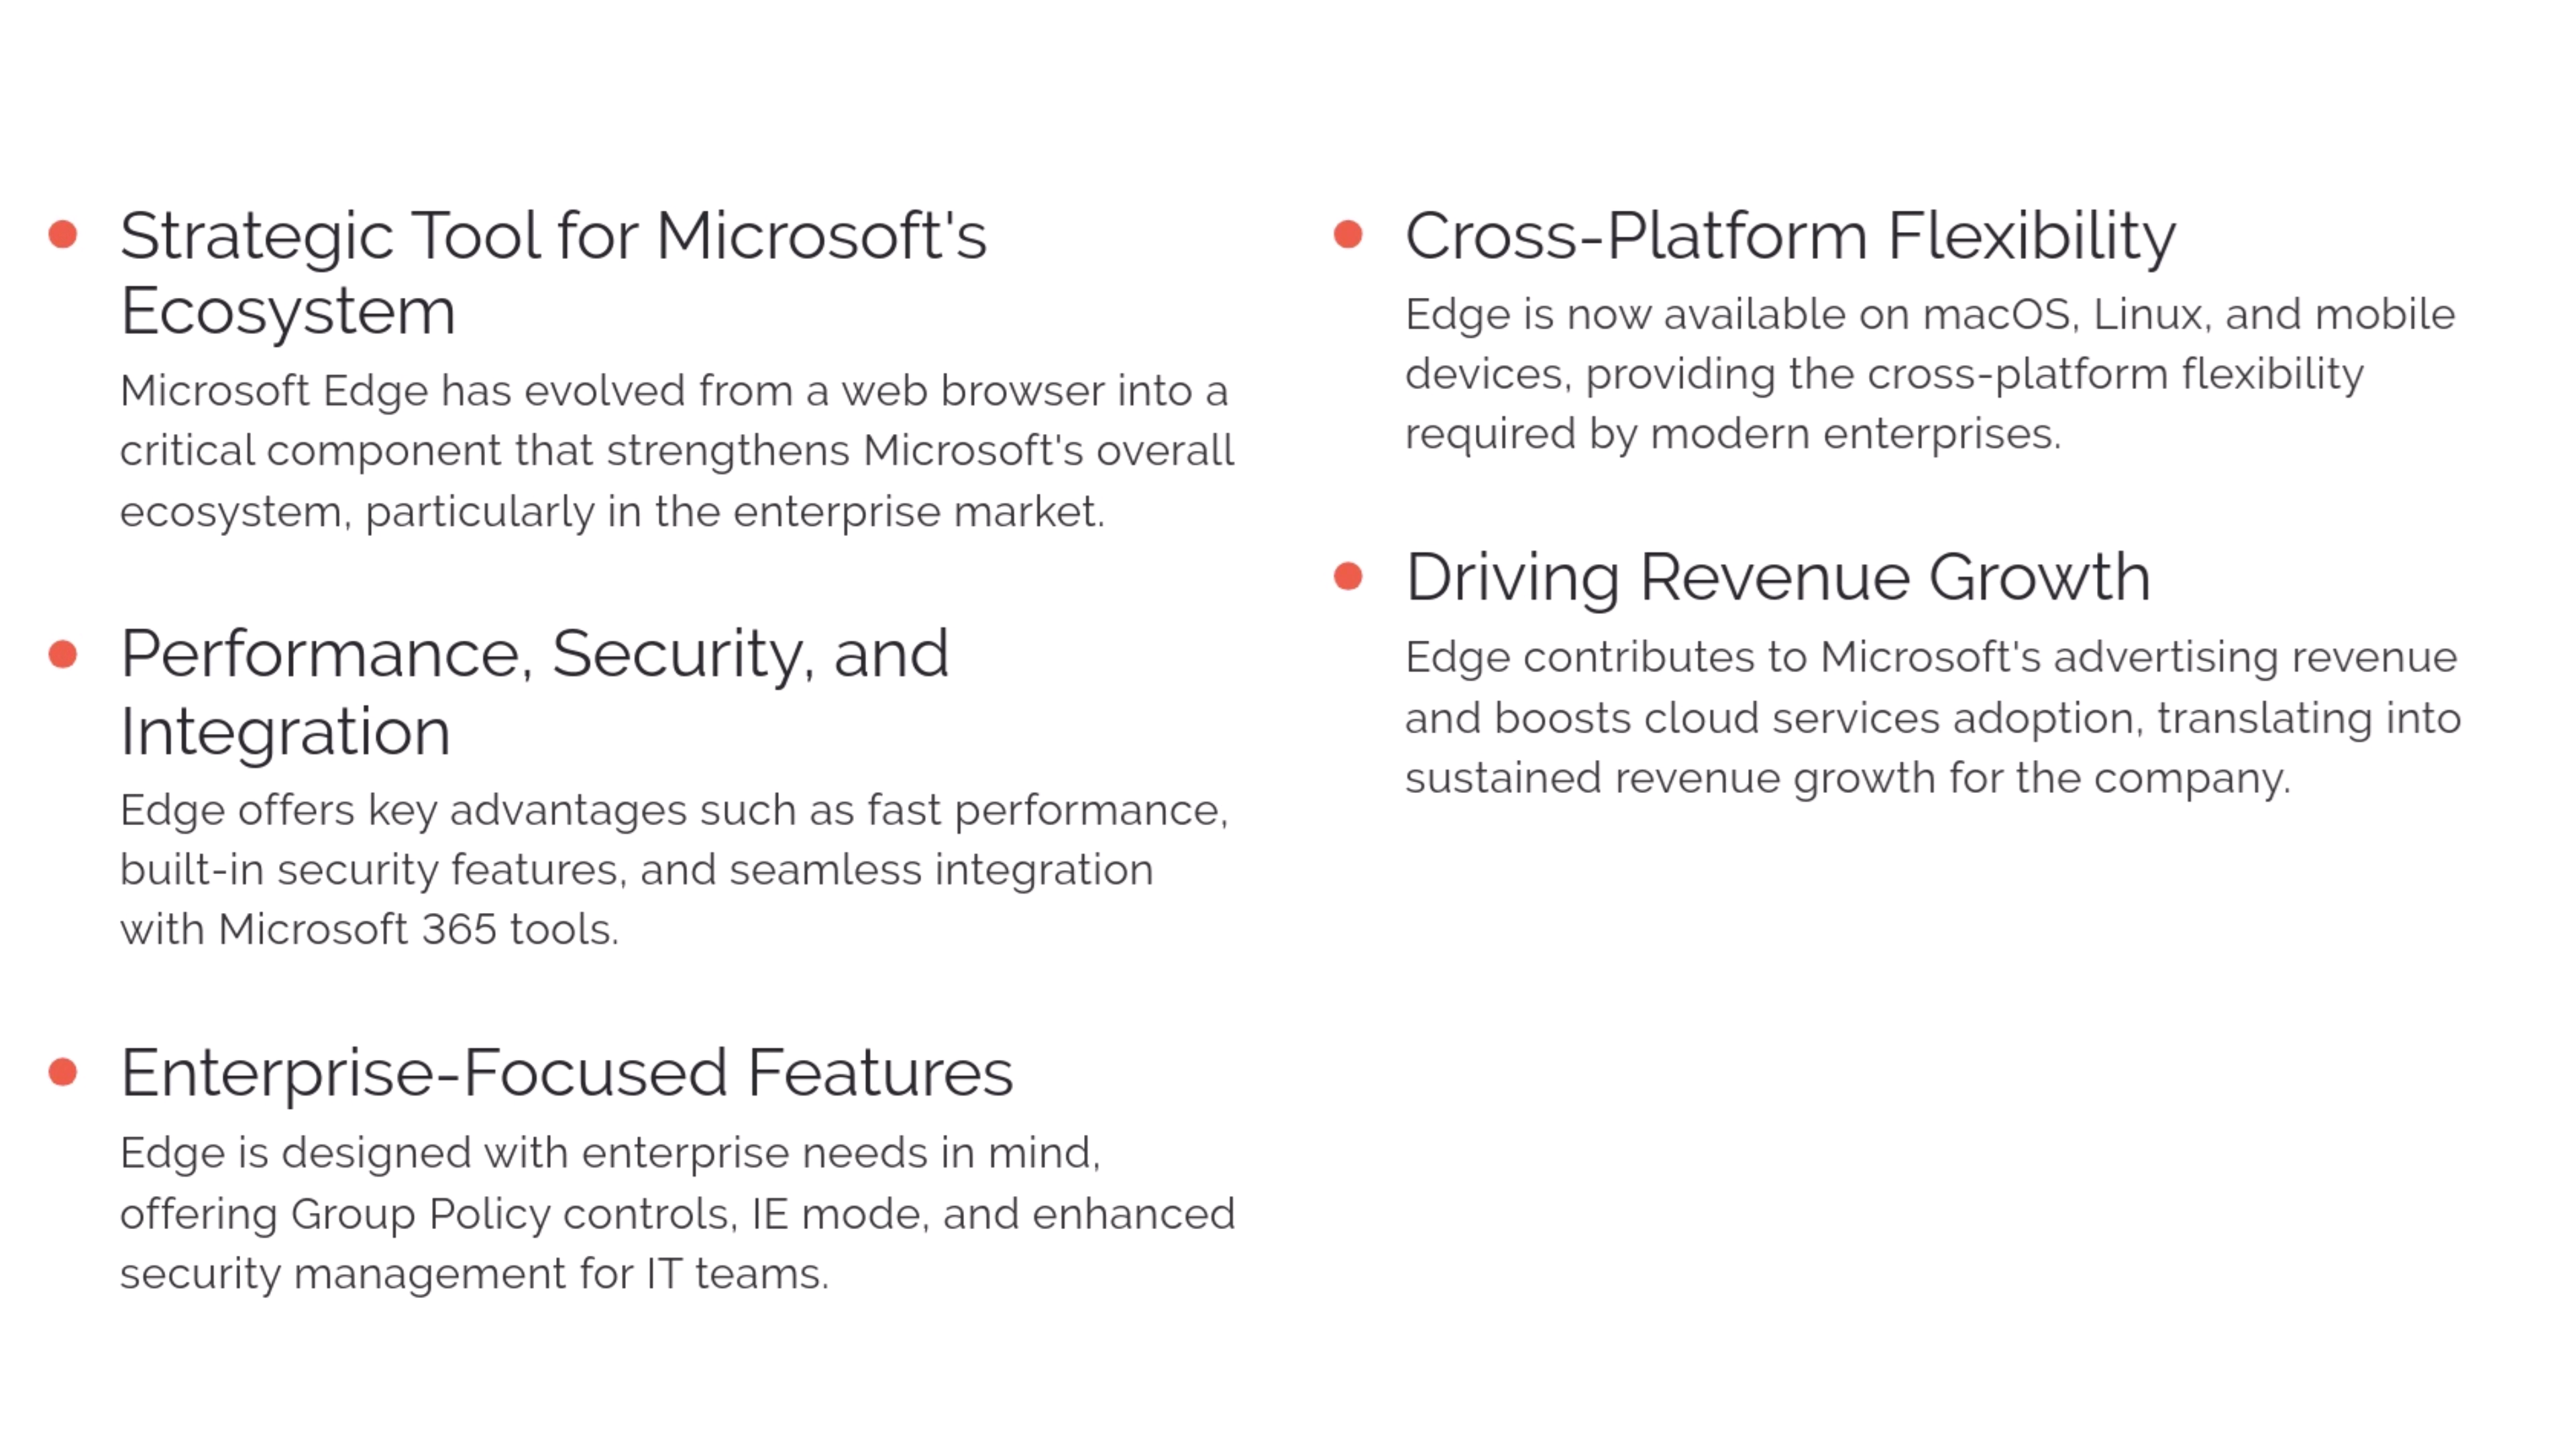 Strategic Tool for Microsoft's
Ecosystem
Microsoft Edge has evolved from a web browser into a
critical component that strengthens Microsoft's overall
ecosystem, particularly in the enterprise market.
Performance, Security, and
Integration
Edge offers key advantages such as fast performance,
built-in security features, and seamless integration
with Microsoft 365 tools.
Enterprise-Focused Features
Edge is designed with enterprise needs in mind,
offering Group Policy controls, IE mode, and enhanced
security management for IT teams.
Cross-Platform Flexibility
Edge is now available on macOS, Linux, and mobile
devices, providing the cross-platform flexibility
required by modern enterprises.
Driving Revenue Growth
Edge contributes to Microsoft's advertising revenue
and boosts cloud services adoption, translating into
sustained revenue growth for the company.